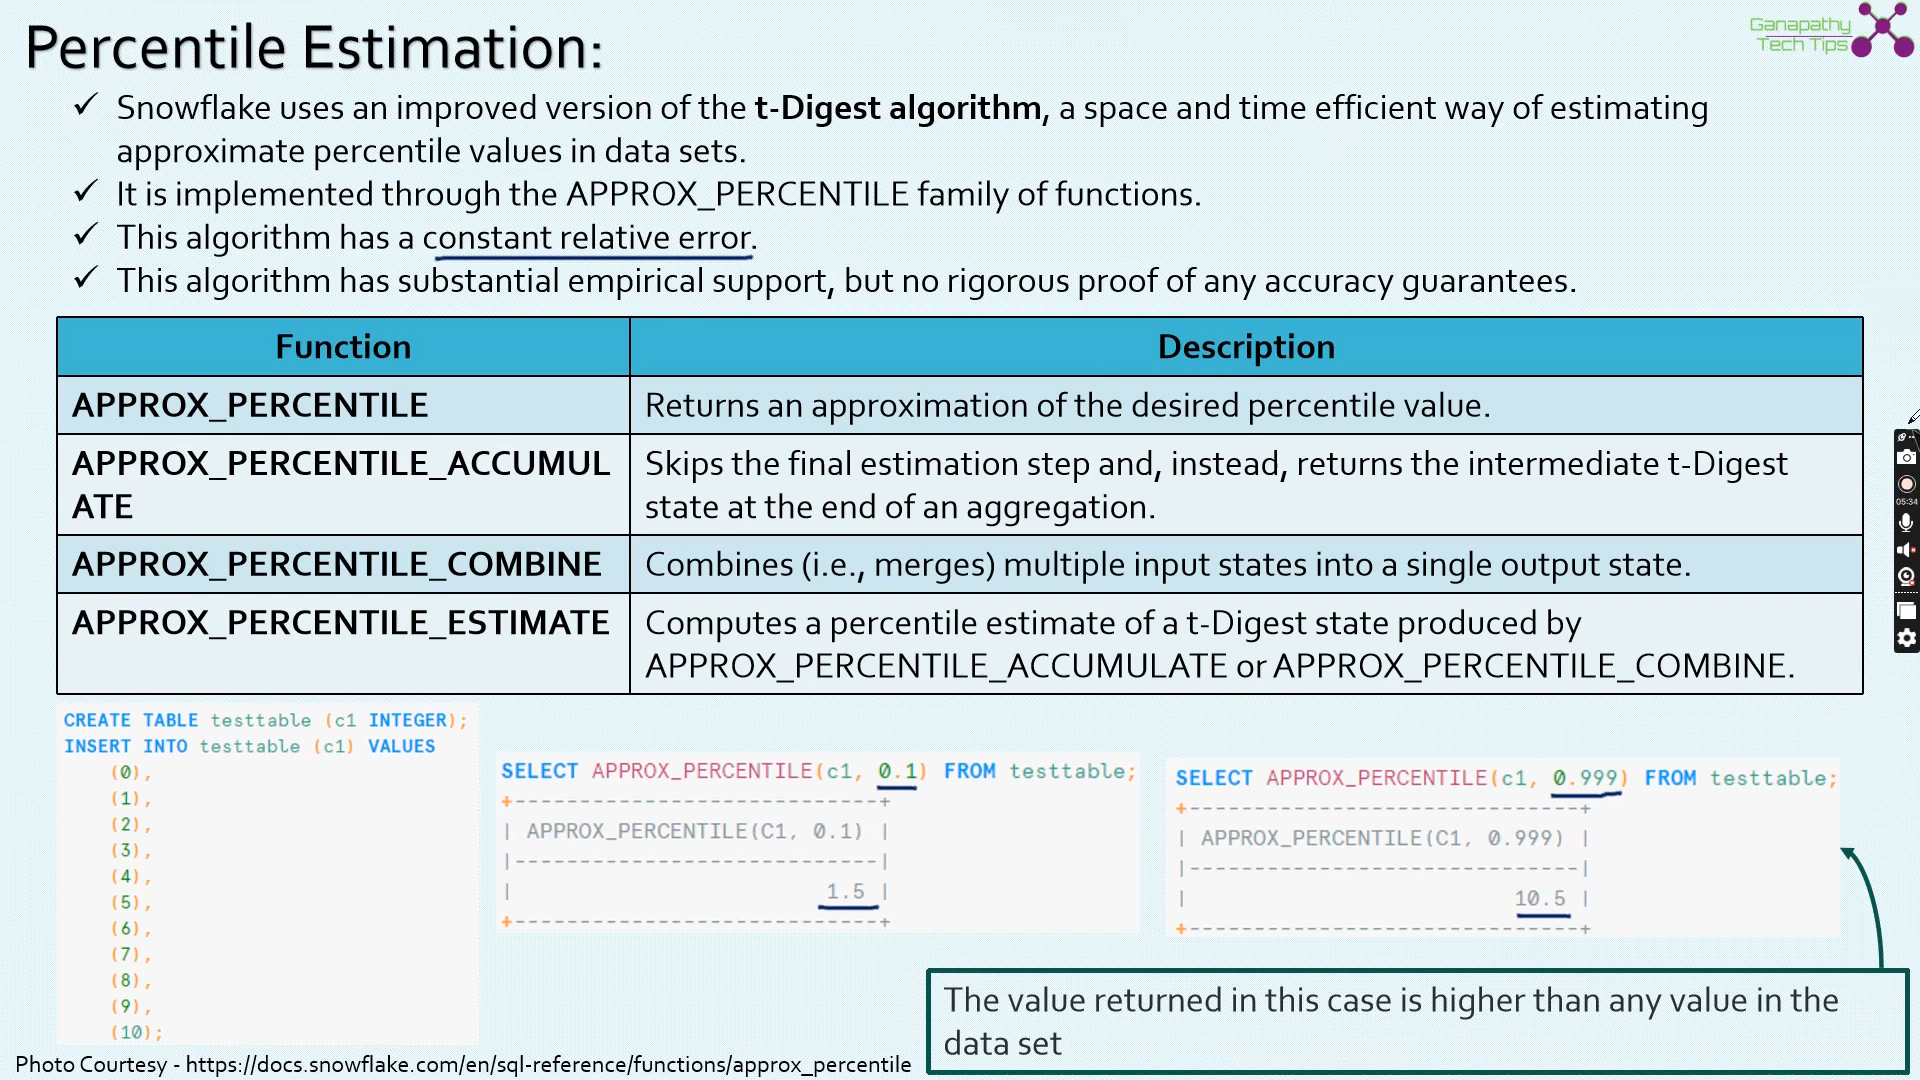 Percentile Estimation:
Ganapathy
Tech Tips
✓ Snowflake uses an improved version of the t-Digest algorithm, a space and time efficient way of estimating
approximate percentile values in data sets.
✓ It is implemented through the APPROX_PERCENTILE family of functions.
✓ This algorithm has a constant relative error.
✓ This algorithm has substantial empirical support, but no rigorous proof of any accuracy guarantees.
Function Description
APPROX_PERCENTILE Returns an approximation of the desired percentile value.
APPROX_PERCENTILE_ACCUMUL
ATE
Skips the final estimation step and, instead, returns the intermediate t-Digest
state at the end of an aggregation.
APPROX_PERCENTILE_COMBINE Combines (i.e., merges) multiple input states into a single output state.
APPROX_PERCENTILE_ESTIMATE Computes a percentile estimate of a t-Digest state produced by
APPROX_PERCENTILE_ACCUMULATE or APPROX_PERCENTILE_COMBINE.
CREATE TABLE testtable (c1 INTEGER);
INSERT INTO testtable (c1) VALUES
(0),
(1),
(2),
(3),
(4),
(5),
(6),
(7),
(8),
(9),
(10);
SELECT APPROX_PERCENTILE(c1, 0.1) FROM testtable;
+-----------------------------+
| APPROX_PERCENTILE(C1, 0.1) |
|-----------------------------|
| 1.5 |
+-----------------------------+
SELECT APPROX_PERCENTILE(c1, 0.999) FROM testtable;
+-------------------------------+
| APPROX_PERCENTILE(C1, 0.999) |
|-------------------------------|
| 10.5 |
+-------------------------------+
The value returned in this case is higher than any value in the
data set
Photo Courtesy - https://docs.snowflake.com/en/sql-reference/functions/approx_percentile
05:34